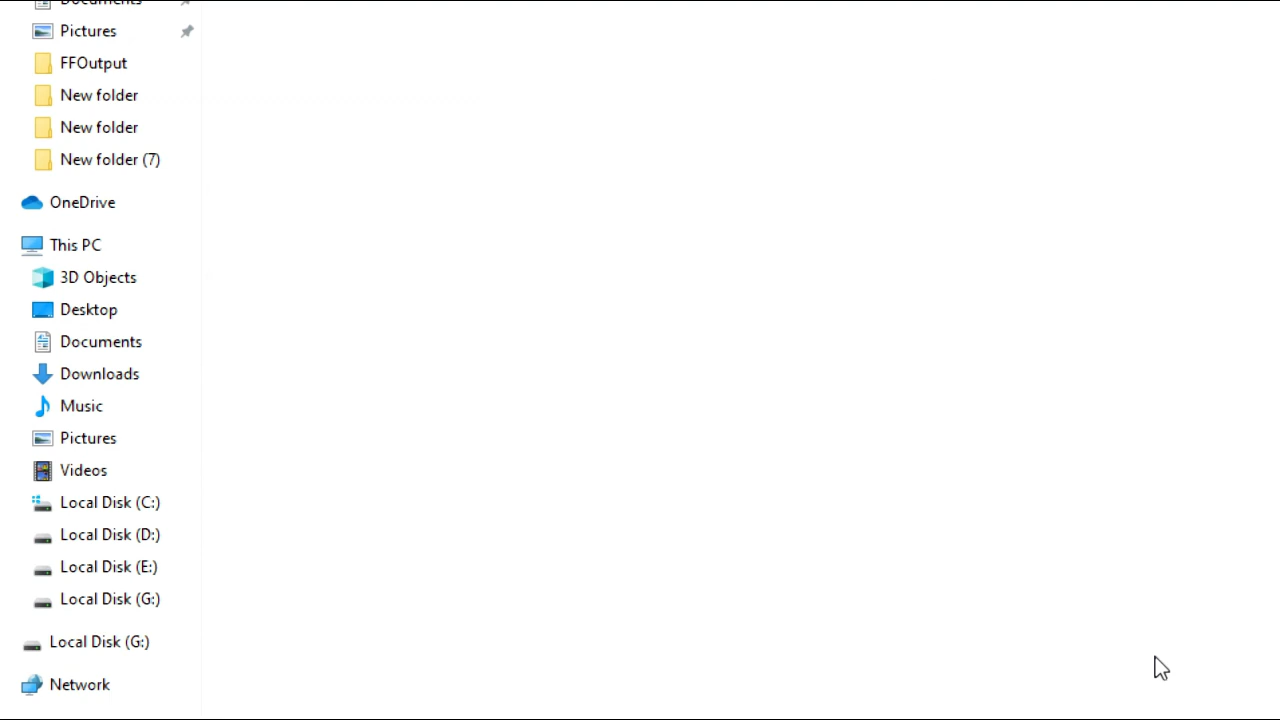 Documents
Pictures
FFOutput
New folder
New folder
New folder (7)
OneDrive
This PC
3D Objects
Desktop
Documents
Downloads
Music
Pictures
Videos
Local Disk (C:)
Local Disk (D:)
Local Disk (E:)
Local Disk (G:)
Local Disk (G:)
Network